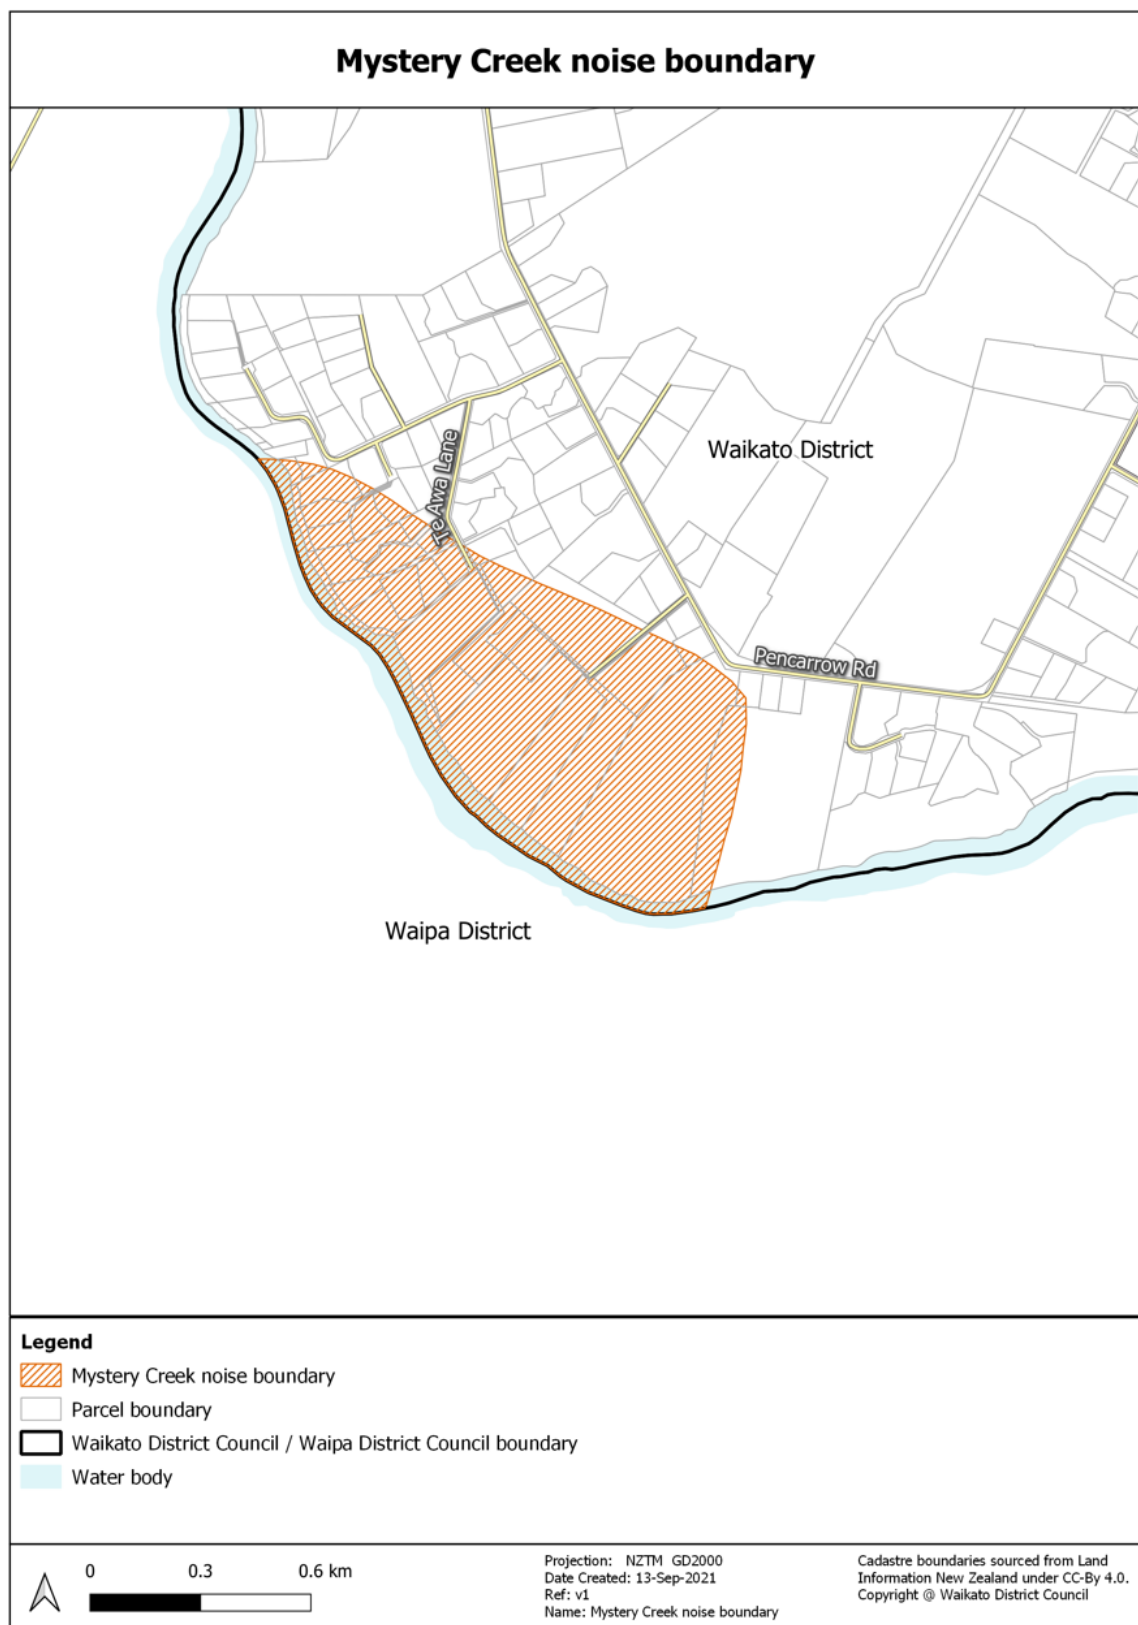 Mystery Creek noise boundary
Waikato District
Te Awa Lane
Pencarrow Rd
Waipa District
Legend
Mystery Creek noise boundary
Parcel boundary
Waikato District Council / Waipa District Council boundary
Water body
0 0.3 0.6 km
Projection: NZTM GD2000
Date Created: 13-Sep-2021
Ref: v1
Name: Mystery Creek noise boundary
Cadastre boundaries sourced from Land
Information New Zealand under CC-By 4.0.
Copyright @ Waikato District Council